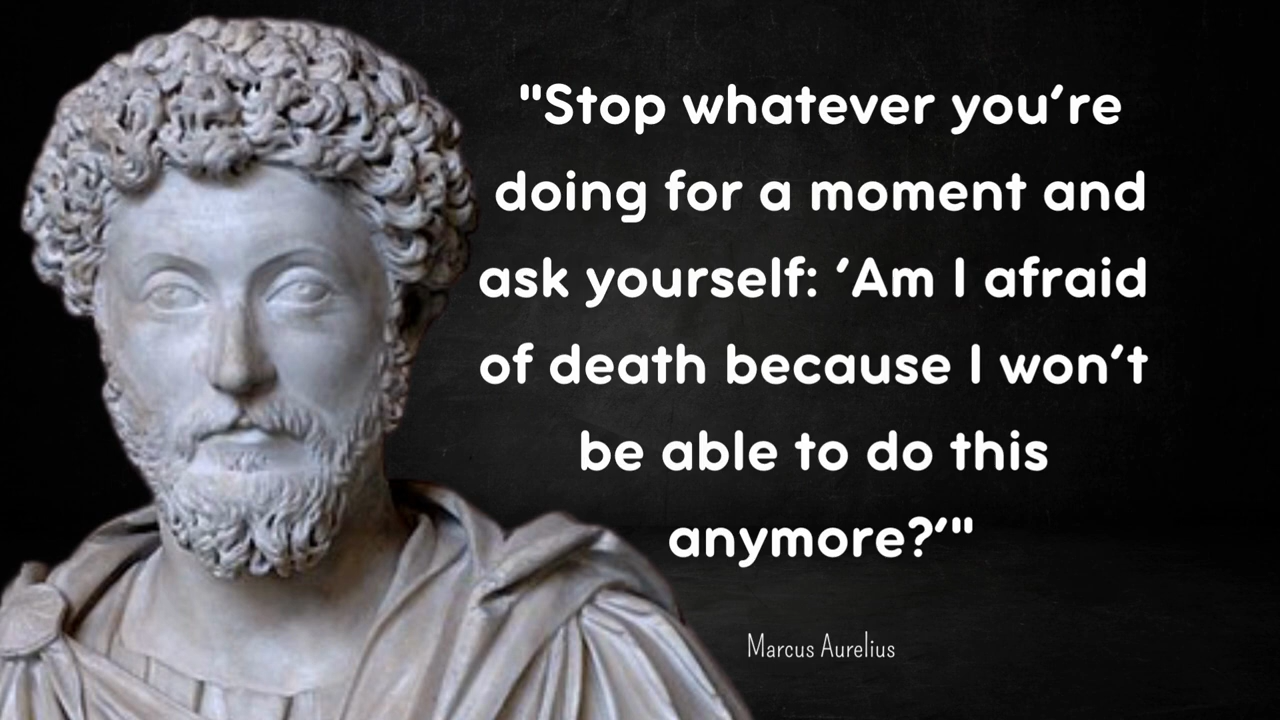 "Stop whatever you’re
doing for a moment and
ask yourself: ‘Am I afraid
of death because I won’t
be able to do this
anymore?’"
Marcus Aurelius